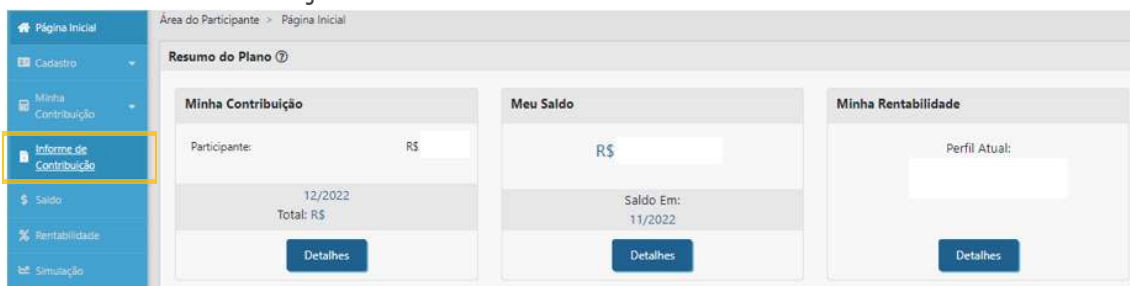 Página Inicial
Cadastro
Minha
Contribuição
Informe de
Contribuição
Saldo
Rentabilidade
Simulação
Área do Participante > Página Inicial
Resumo do Plano
Minha Contribuição
Participante: R$
12/2022
Total: R$
Detalhes
Meu Saldo
R$
Saldo Em:
11/2022
Detalhes
Minha Rentabilidade
Perfil Atual:
Detalhes